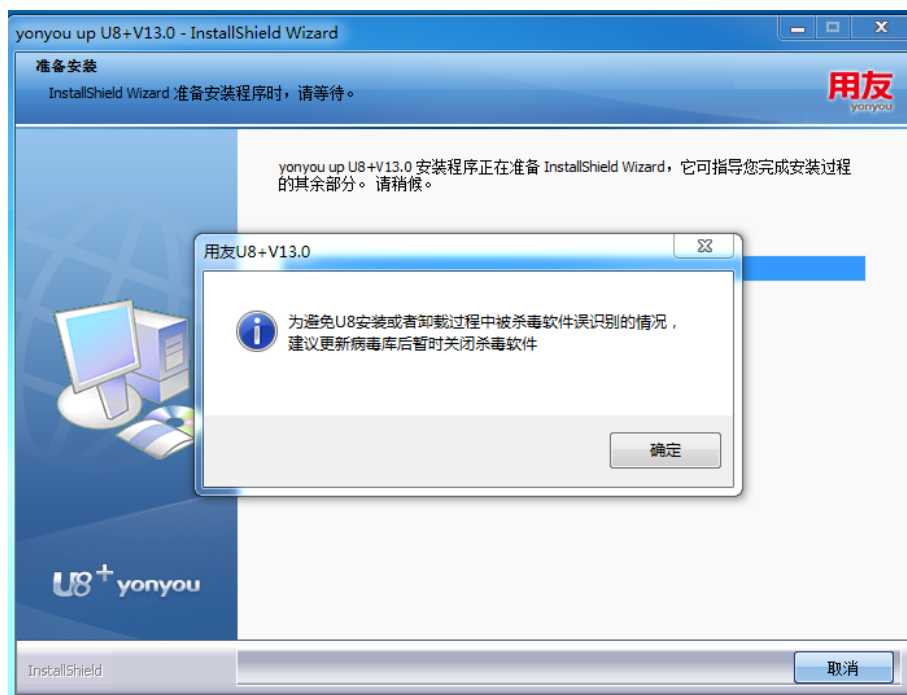 yonyou up U8+V13.0 - InstallShield Wizard
准备安装
InstallShield Wizard 准备安装程序时，请等待。
用友
yonyou
yonyou up U8+V13.0 安装程序正在准备 InstallShield Wizard，它可指导您完成安装过程
的其余部分。请稍候。
用友U8+V13.0
为避免U8安装或者卸载过程中被杀毒软件误识别的情况，
建议更新病毒库后暂时关闭杀毒软件
确定
U8+ yonyou
InstallShield
取消